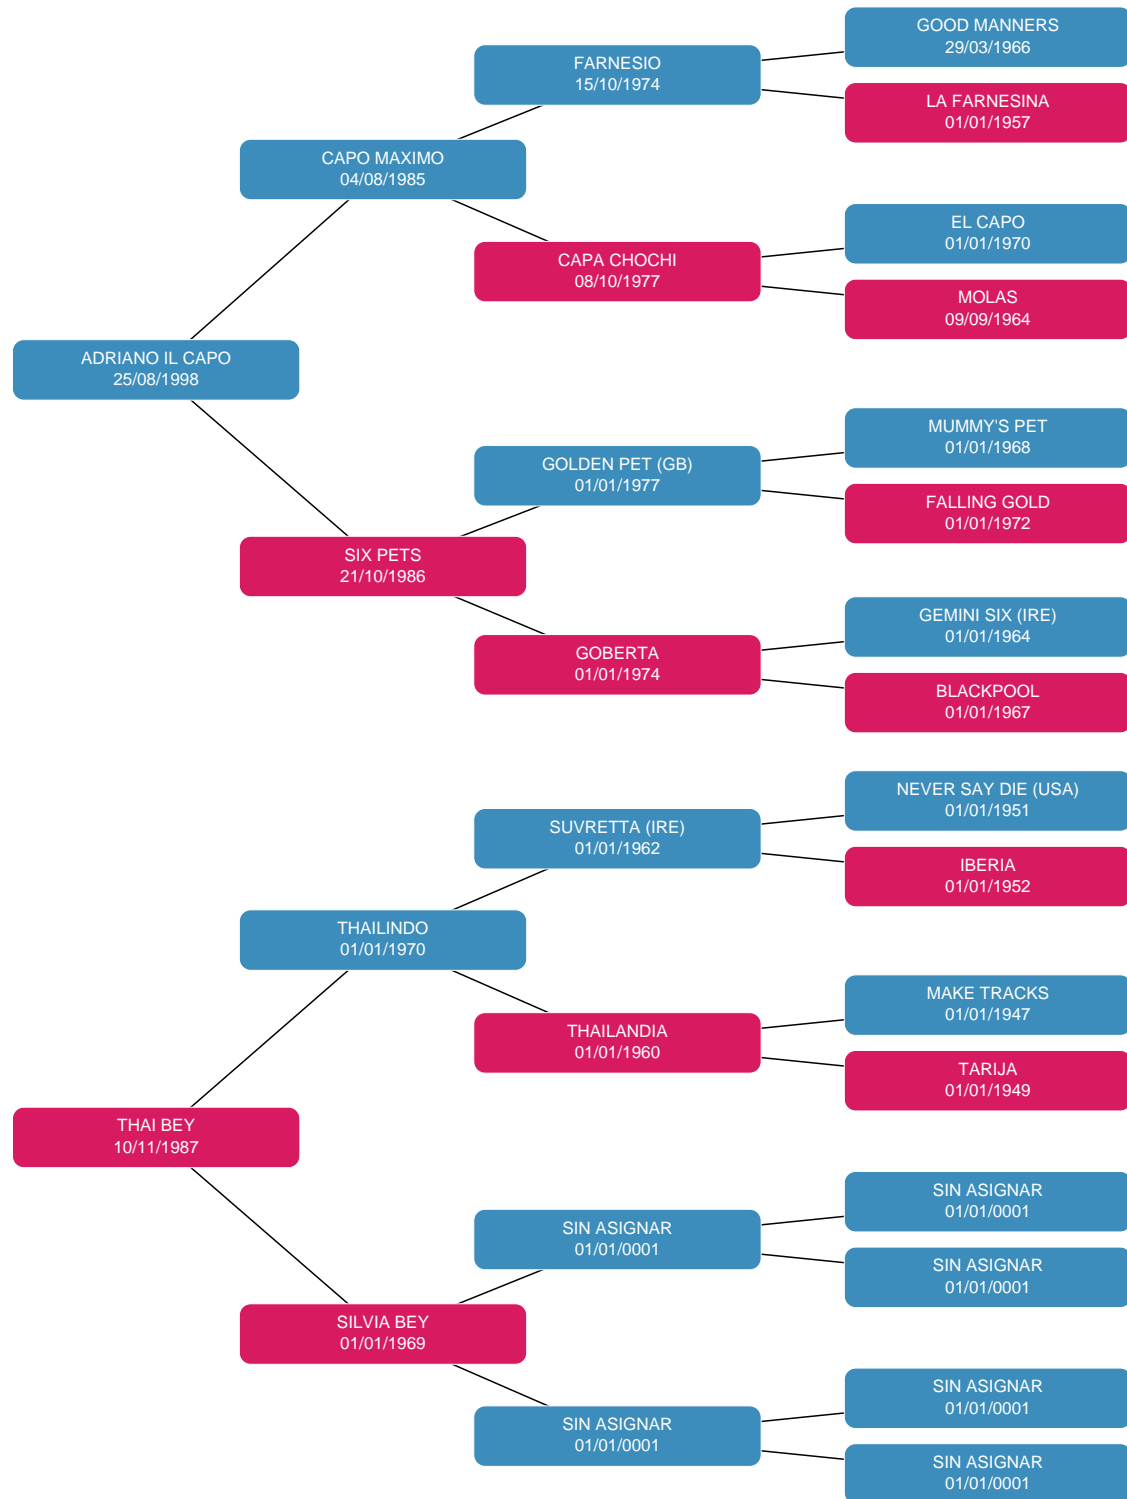 GOOD MANNERS
29/03/1966
FARNESIO
15/10/1974
LA FARNESINA
01/01/1957
CAPO MAXIMO
04/08/1985
EL CAPO
01/01/1970
CAPA CHOCHI
08/10/1977
MOLAS
09/09/1964
ADRIANO IL CAPO
25/08/1998
MUMMY'S PET
01/01/1968
GOLDEN PET (GB)
01/01/1977
FALLING GOLD
01/01/1972
SIX PETS
21/10/1986
GEMINI SIX (IRE)
01/01/1964
GOBERTA
01/01/1974
BLACKPOOL
01/01/1967
NEVER SAY DIE (USA)
01/01/1951
SUVRETTA (IRE)
01/01/1962
IBERIA
01/01/1952
THAILINDO
01/01/1970
MAKE TRACKS
01/01/1947
THAILANDIA
01/01/1960
TARIJA
01/01/1949
THAI BEY
10/11/1987
SIN ASIGNAR
01/01/0001
SIN ASIGNAR
01/01/0001
SIN ASIGNAR
01/01/0001
SILVIA BEY
01/01/1969
SIN ASIGNAR
01/01/0001
SIN ASIGNAR
01/01/0001
SIN ASIGNAR
01/01/0001